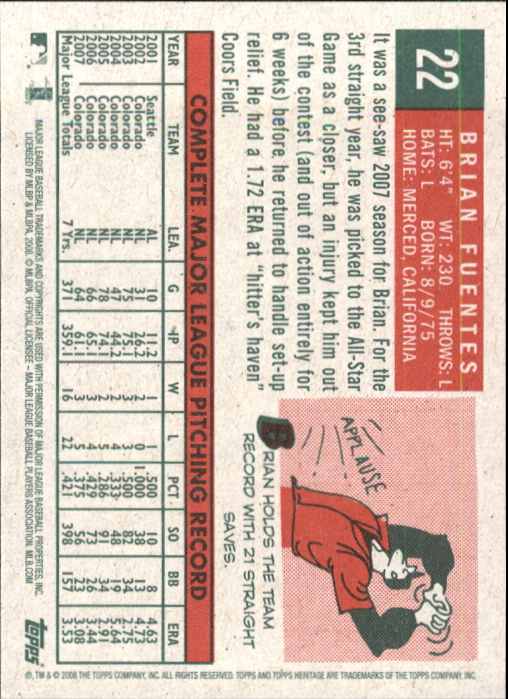 22
BRIAN FUENTES
HT: 6'4" WT: 230 THROWS: L
BATS: L BORN: 8/9/75
HOME: MERCED, CALIFORNIA
It was a see-saw 2007 season for Brian. For the
3rd straight year, he was picked to the All-Star
Game as a closer, but an injury kept him out
of the contest (and out of action entirely for
6 weeks) before he returned to handle set-up
relief. He had a 1.72 ERA at "hitter's haven"
Coors Field.
APPLAUSE
BRIAN HOLDS THE TEAM
RECORD WITH 21 STRAIGHT
SAVES.
COMPLETE MAJOR LEAGUE PITCHING RECORD
YEAR TEAM LEA. G IP W L PCT SO BB ERA
2001 Seattle AL 10 11.2 1 1 .500 10 8 4.63
2002 Colorado NL 31 26.2 2 0 1.000 38 13 4.73
2003 Colorado NL 75 75.1 3 3 .500 82 34 2.75
2004 Colorado NL 47 44.2 2 4 .333 48 19 5.64
2005 Colorado NL 78 74.1 2 5 .286 91 34 2.91
2006 Colorado NL 66 65.1 3 4 .429 73 26 3.44
2007 Colorado NL 64 61.1 3 5 .375 56 23 3.08
Major League Totals 7 Yrs. 371 359.1 16 22 .421 398 157 3.53
MAJOR LEAGUE BASEBALL TRADEMARKS AND COPYRIGHTS ARE USED WITH PERMISSION OF MAJOR LEAGUE BASEBALL PROPERTIES, INC.
LICENSED BY MLBP & MLBPA, 2008. © MLBPA. OFFICIAL LICENSEE – MAJOR LEAGUE BASEBALL PLAYERS ASSOCIATION. MLB.COM
topps
®, TM & © 2008 THE TOPPS COMPANY, INC. ALL RIGHTS RESERVED. TOPPS AND TOPPS HERITAGE ARE TRADEMARKS OF THE TOPPS COMPANY, INC.